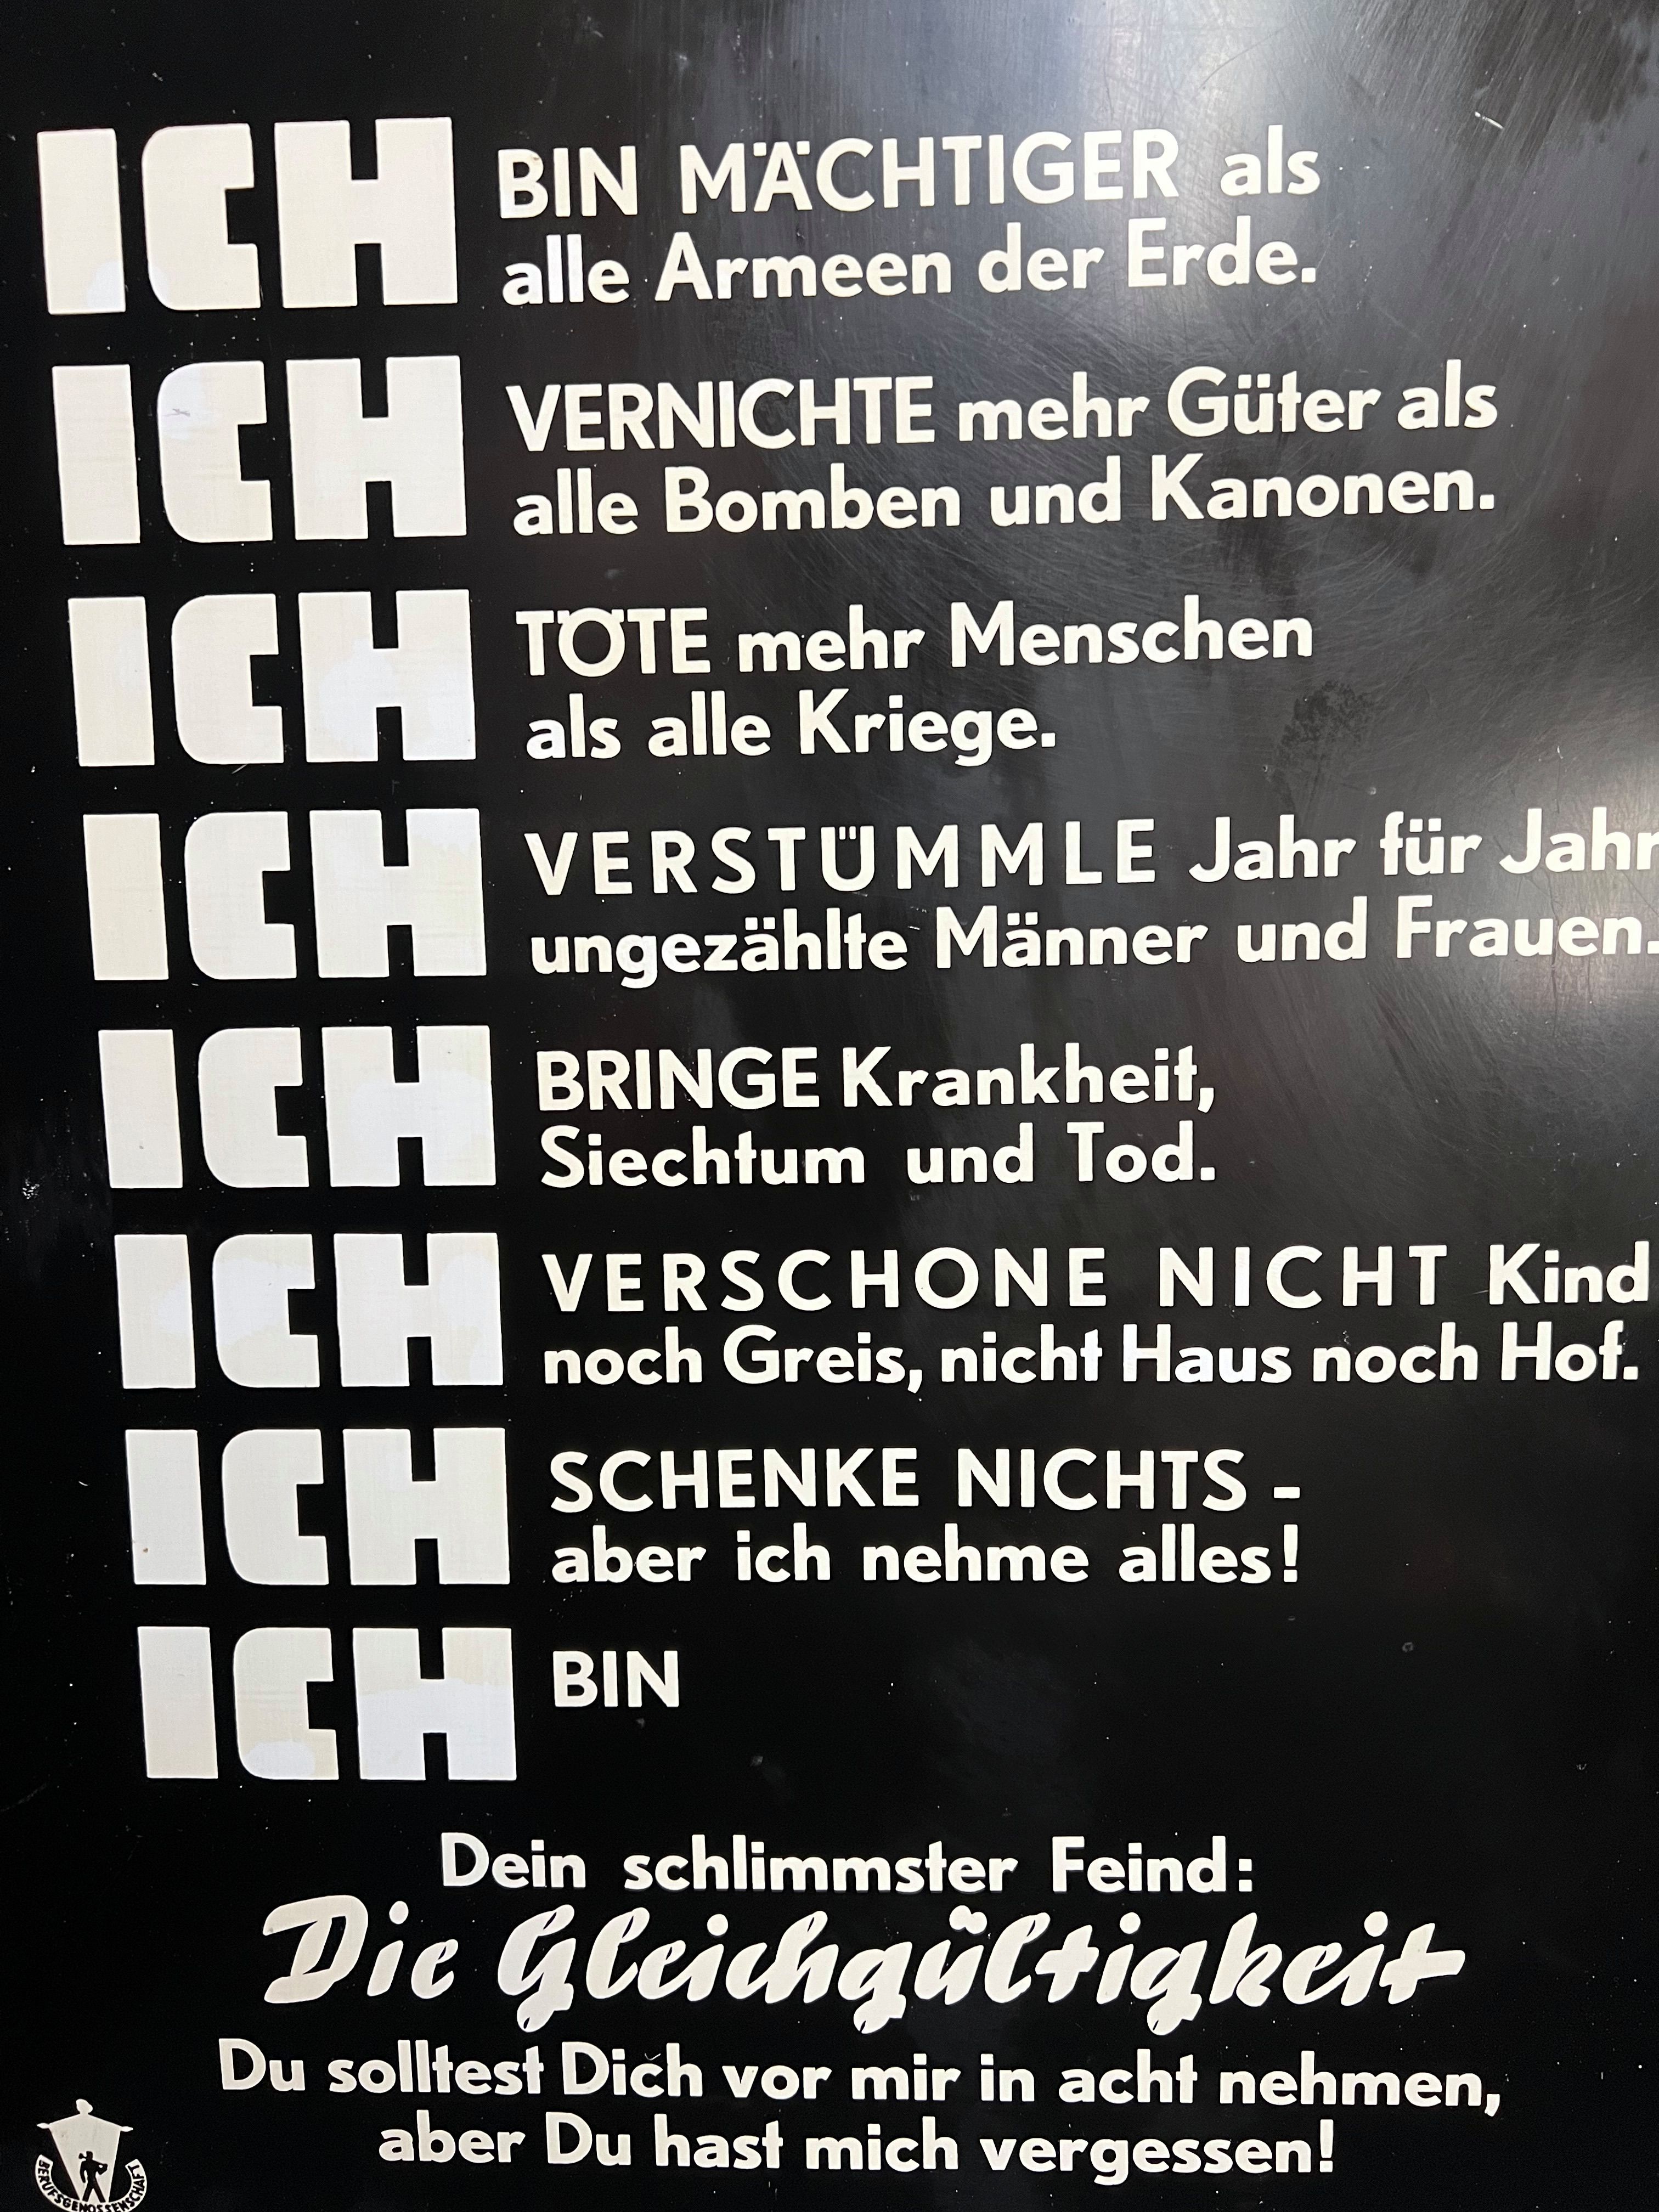 ICH BIN MÄCHTIGER als
alle Armeen der Erde.
ICH VERNICHTE mehr Güter als
alle Bomben und Kanonen.
ICH TÖTE mehr Menschen
als alle Kriege.
ICH VERSTÜMMLE Jahr für Jahr
ungezählte Männer und Frauen.
ICH BRINGE Krankheit,
Siechtum und Tod.
ICH VERSCHONE NICHT Kind
noch Greis, nicht Haus noch Hof.
ICH SCHENKE NICHTS -
aber ich nehme alles!
ICH BIN
Dein schlimmster Feind:
Die Gleichgültigkeit
Du solltest Dich vor mir in acht nehmen,
aber Du hast mich vergessen!
BERUFSGENOSSENSCHAFT